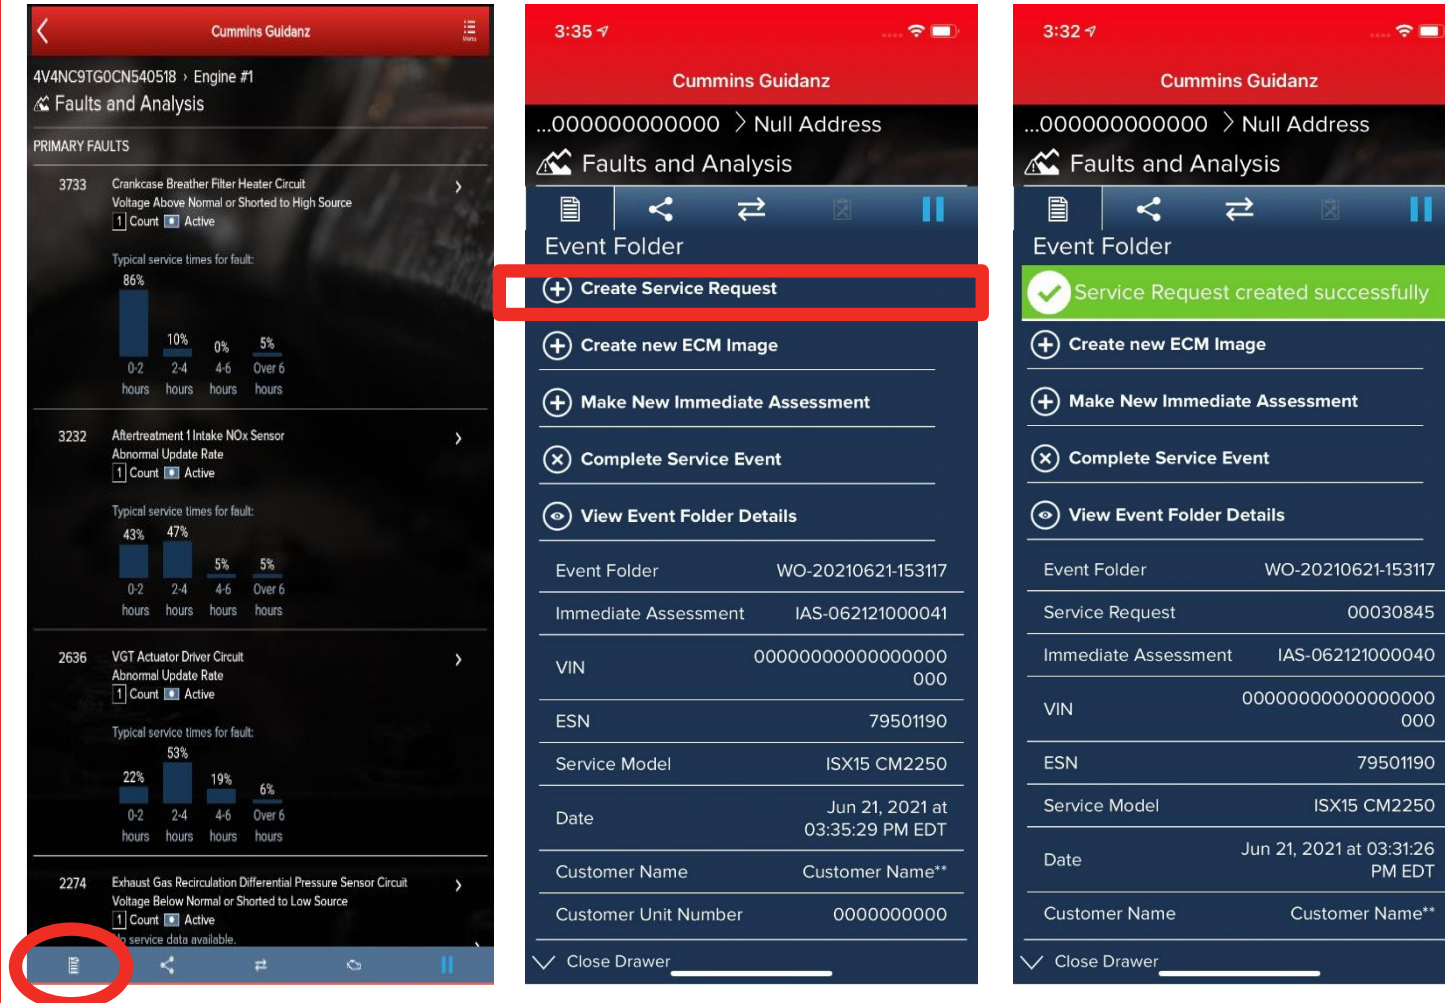 Cummins Guidanz
Menu
4V4NC9TG0CN540518 › Engine #1
Faults and Analysis
PRIMARY FAULTS
3733 Crankcase Breather Filter Heater Circuit
Voltage Above Normal or Shorted to High Source
1 Count Active
Typical service times for fault:
86%
10% 0% 5%
0-2 2-4 4-6 Over 6
hours hours hours hours
3232 Aftertreatment 1 Intake NOx Sensor
Abnormal Update Rate
1 Count Active
Typical service times for fault:
43% 47%
5% 5%
0-2 2-4 4-6 Over 6
hours hours hours hours
2636 VGT Actuator Driver Circuit
Abnormal Update Rate
1 Count Active
Typical service times for fault:
53%
22% 19% 6%
0-2 2-4 4-6 Over 6
hours hours hours hours
2274 Exhaust Gas Recirculation Differential Pressure Sensor Circuit
Voltage Below Normal or Shorted to Low Source
1 Count Active
No service data available.
3:35
Cummins Guidanz
...000000000000 > Null Address
Faults and Analysis
Event Folder
Create Service Request
Create new ECM Image
Make New Immediate Assessment
Complete Service Event
View Event Folder Details
Event Folder WO-20210621-153117
Immediate Assessment IAS-062121000041
VIN 00000000000000000
000
ESN 79501190
Service Model ISX15 CM2250
Date Jun 21, 2021 at
03:35:29 PM EDT
Customer Name Customer Name**
Customer Unit Number 0000000000
Close Drawer
3:32
Cummins Guidanz
...000000000000 > Null Address
Faults and Analysis
Event Folder
Service Request created successfully
Create new ECM Image
Make New Immediate Assessment
Complete Service Event
View Event Folder Details
Event Folder WO-20210621-153117
Service Request 00030845
Immediate Assessment IAS-062121000040
VIN 00000000000000000
000
ESN 79501190
Service Model ISX15 CM2250
Date Jun 21, 2021 at 03:31:26
PM EDT
Customer Name Customer Name**
Close Drawer